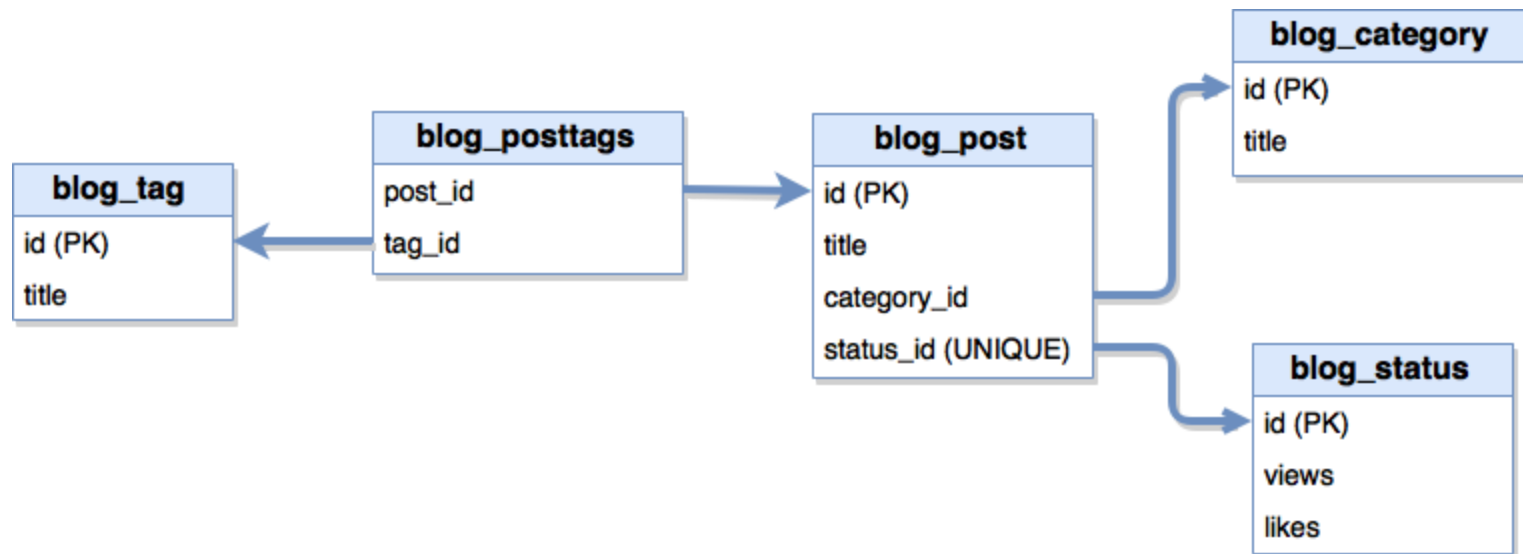 blog_tag
id (PK)
title
blog_posttags
post_id
tag_id
blog_post
id (PK)
title
category_id
status_id (UNIQUE)
blog_category
id (PK)
title
blog_status
id (PK)
views
likes